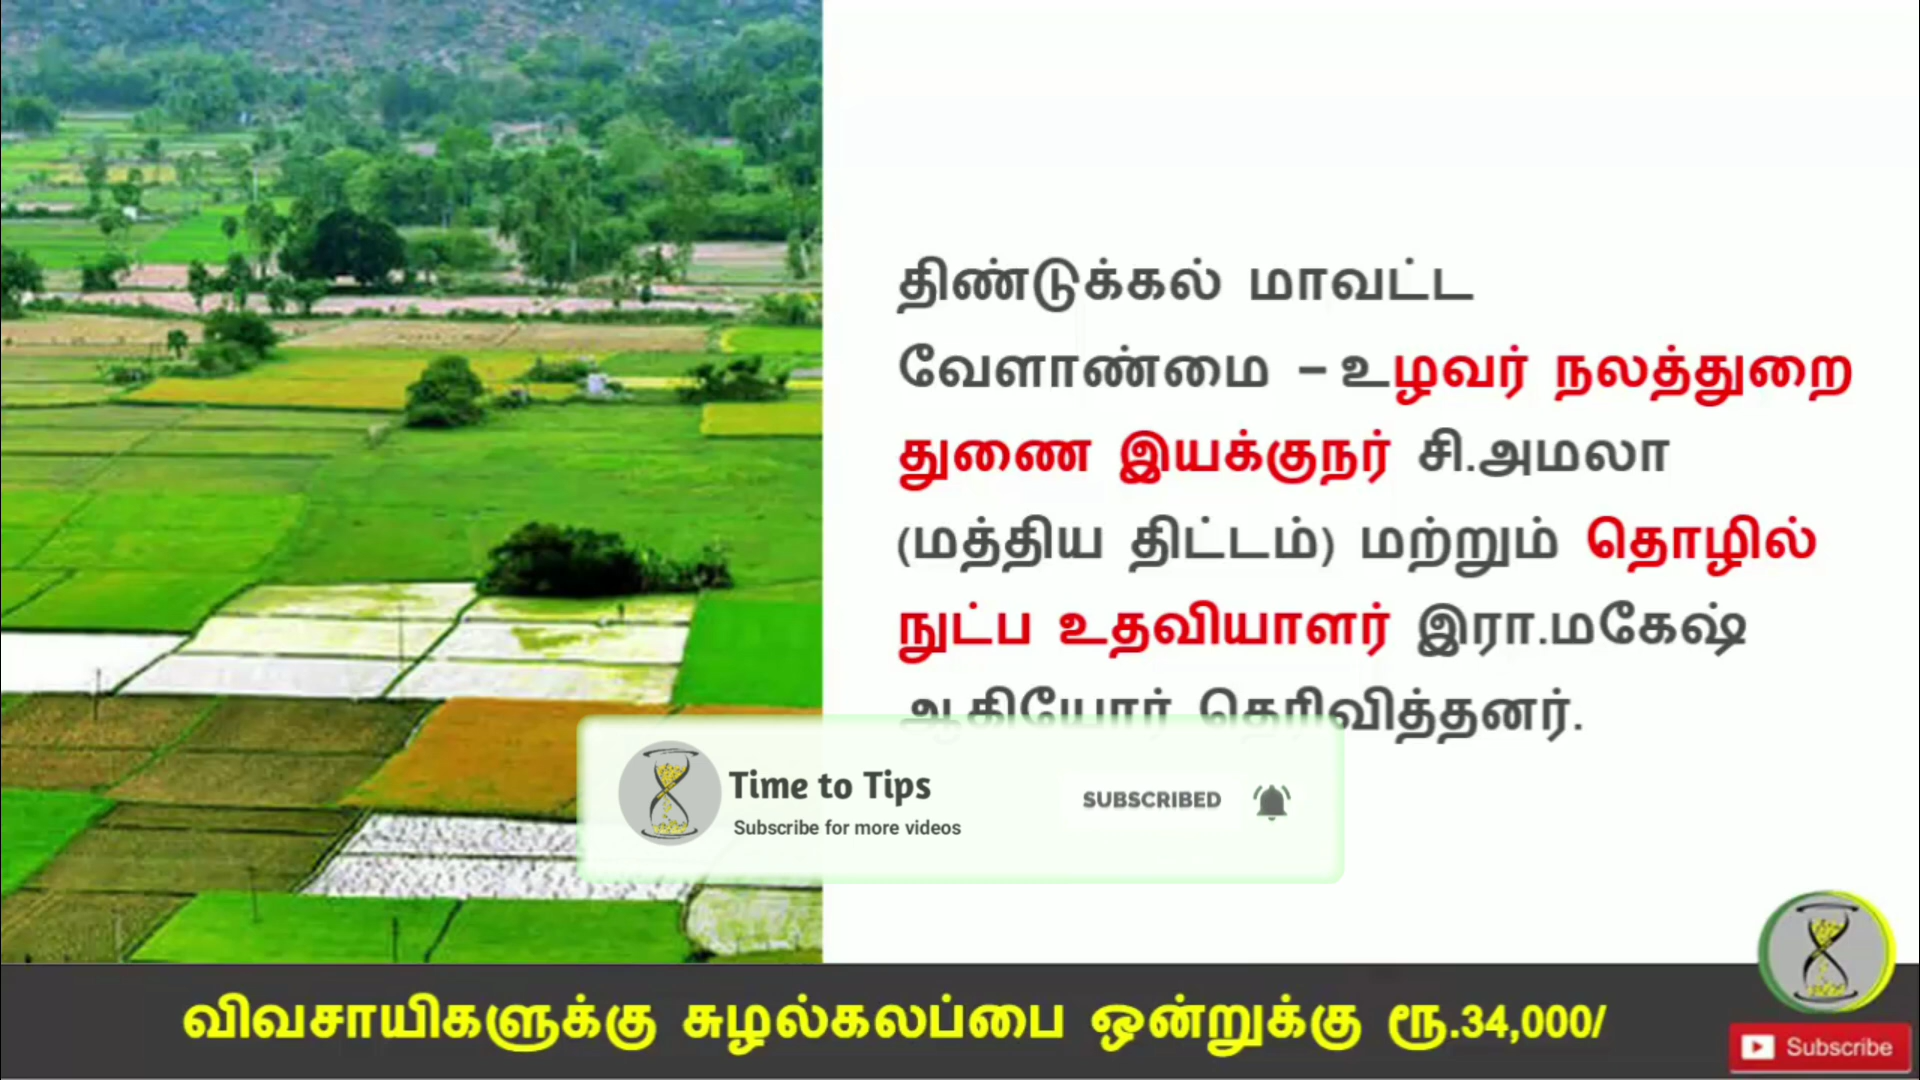 திண்டுக்கல் மாவட்ட
வேளாண்மை – உழவர் நலத்துறை
துணை இயக்குநர் சி.அமலா
(மத்திய திட்டம்) மற்றும் தொழில்
நுட்ப உதவியாளர் இரா.மகேஷ்
ஆகியோர் தெரிவித்தனர்.
Time to Tips
Subscribe for more videos
SUBSCRIBED
விவசாயிகளுக்கு சுழல்கலப்பை ஒன்றுக்கு ரூ.34,000/
Subscribe